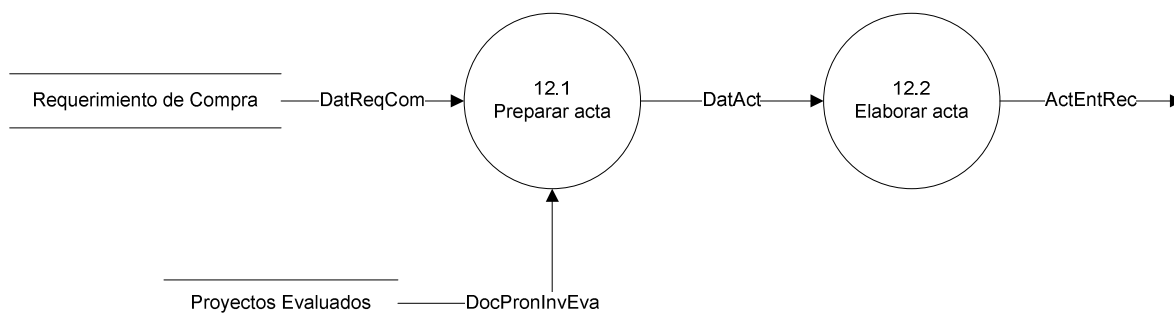 12.1
Preparar acta
12.2
Elaborar acta
Requerimiento de Compra
DatReqCom
DatAct
ActEntRec
Proyectos Evaluados
DocPronInvEva